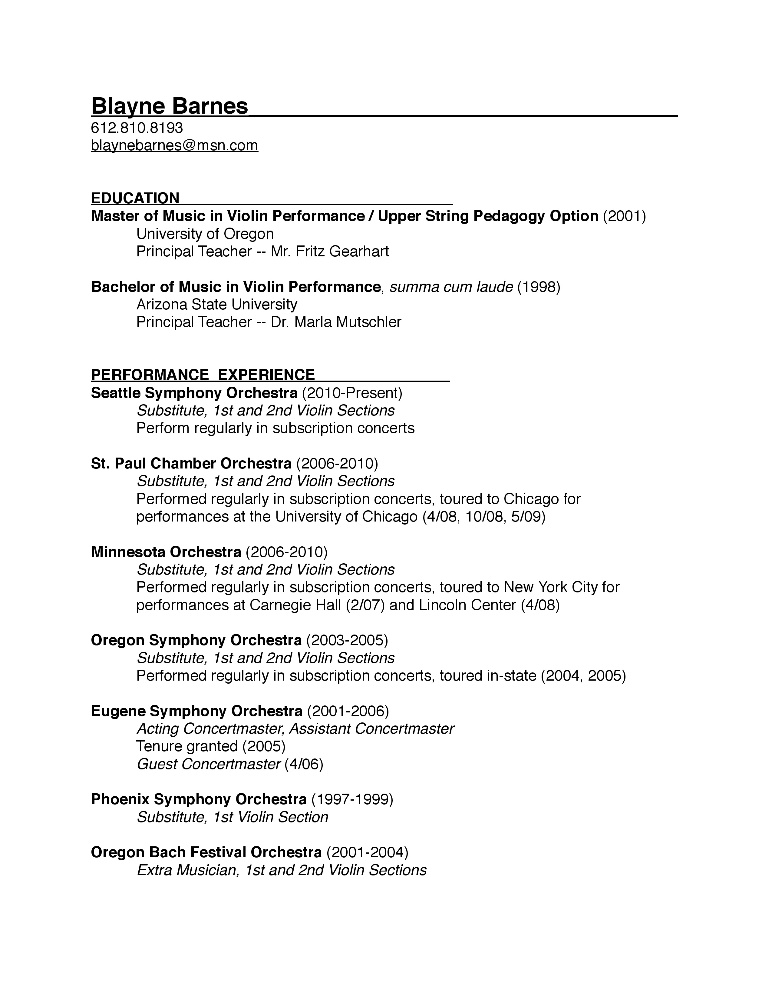 Blayne Barnes
612.810.8193
blaynebarnes@msn.com
EDUCATION
Master of Music in Violin Performance / Upper String Pedagogy Option (2001)
University of Oregon
Principal Teacher -- Mr. Fritz Gearhart
Bachelor of Music in Violin Performance, summa cum laude (1998)
Arizona State University
Principal Teacher -- Dr. Marla Mutschler
PERFORMANCE EXPERIENCE
Seattle Symphony Orchestra (2010-Present)
Substitute, 1st and 2nd Violin Sections
Perform regularly in subscription concerts
St. Paul Chamber Orchestra (2006-2010)
Substitute, 1st and 2nd Violin Sections
Performed regularly in subscription concerts, toured to Chicago for
performances at the University of Chicago (4/08, 10/08, 5/09)
Minnesota Orchestra (2006-2010)
Substitute, 1st and 2nd Violin Sections
Performed regularly in subscription concerts, toured to New York City for
performances at Carnegie Hall (2/07) and Lincoln Center (4/08)
Oregon Symphony Orchestra (2003-2005)
Substitute, 1st and 2nd Violin Sections
Performed regularly in subscription concerts, toured in-state (2004, 2005)
Eugene Symphony Orchestra (2001-2006)
Acting Concertmaster, Assistant Concertmaster
Tenure granted (2005)
Guest Concertmaster (4/06)
Phoenix Symphony Orchestra (1997-1999)
Substitute, 1st Violin Section
Oregon Bach Festival Orchestra (2001-2004)
Extra Musician, 1st and 2nd Violin Sections